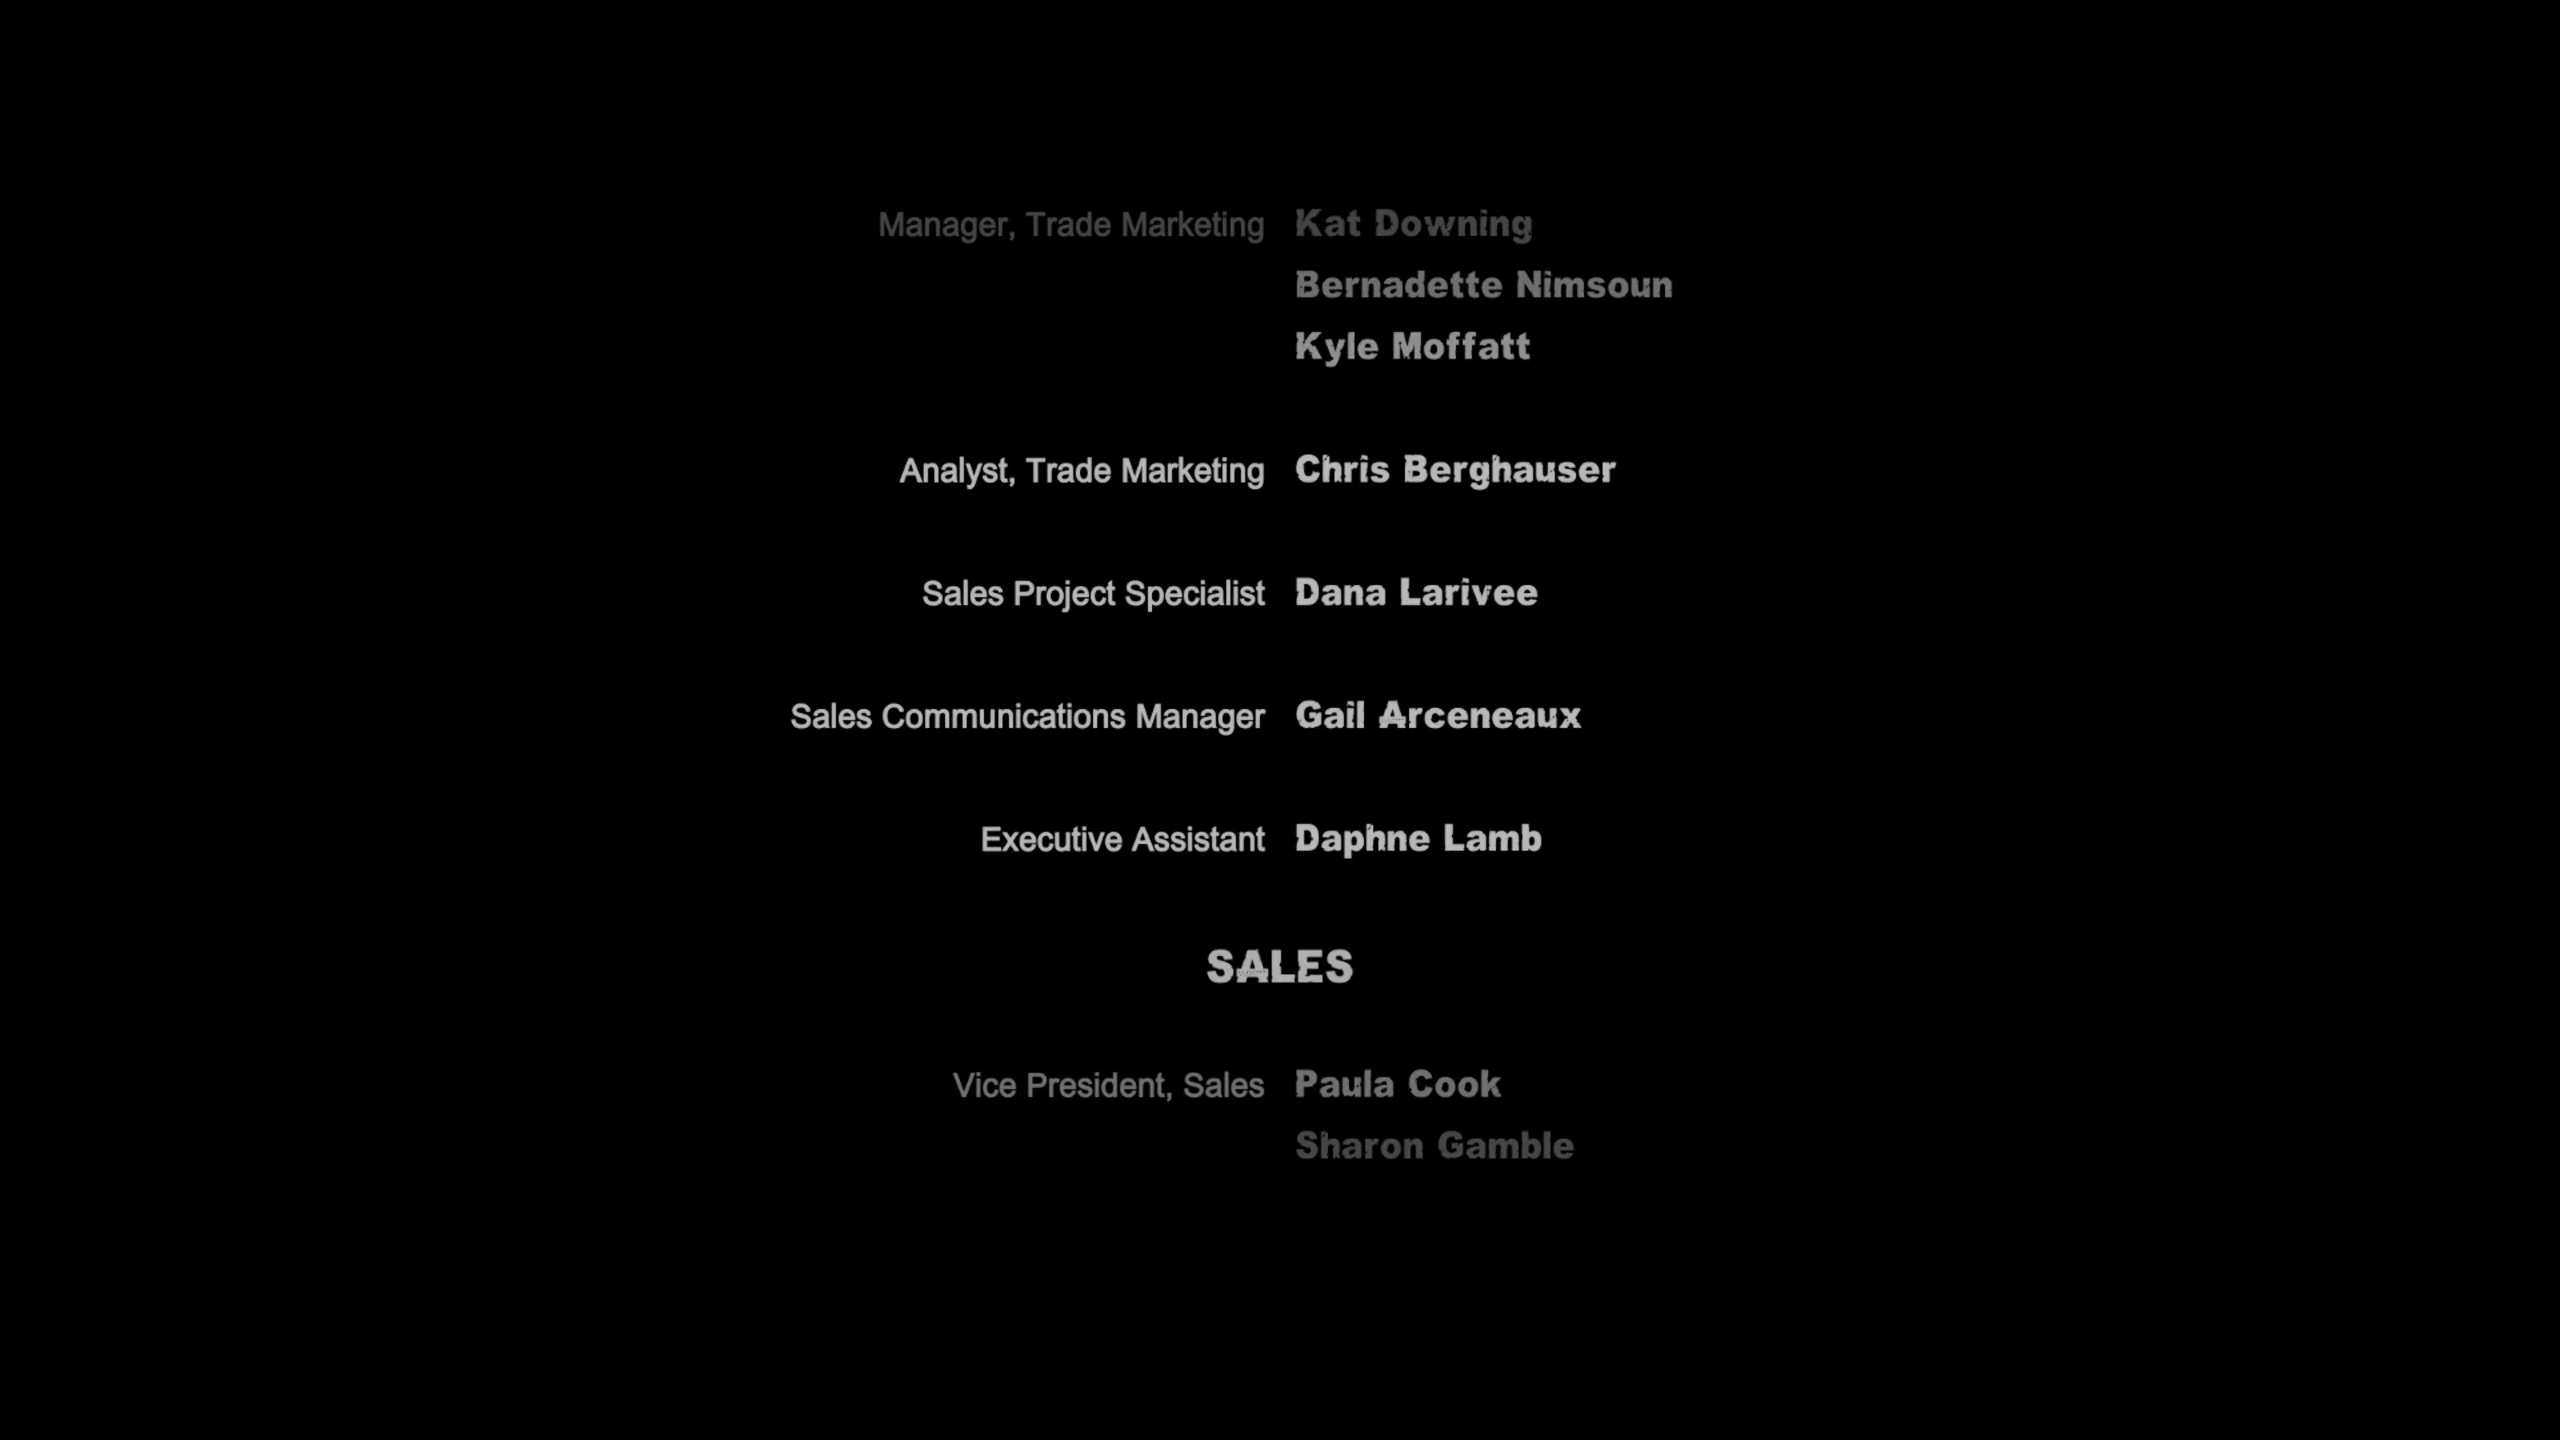 Manager, Trade Marketing Kat Downing
Bernadette Nimsoun
Kyle Moffatt
Analyst, Trade Marketing Chris Berghauser
Sales Project Specialist Dana Larivee
Sales Communications Manager Gail Arceneaux
Executive Assistant Daphne Lamb
SALES
Vice President, Sales Paula Cook
Sharon Gamble